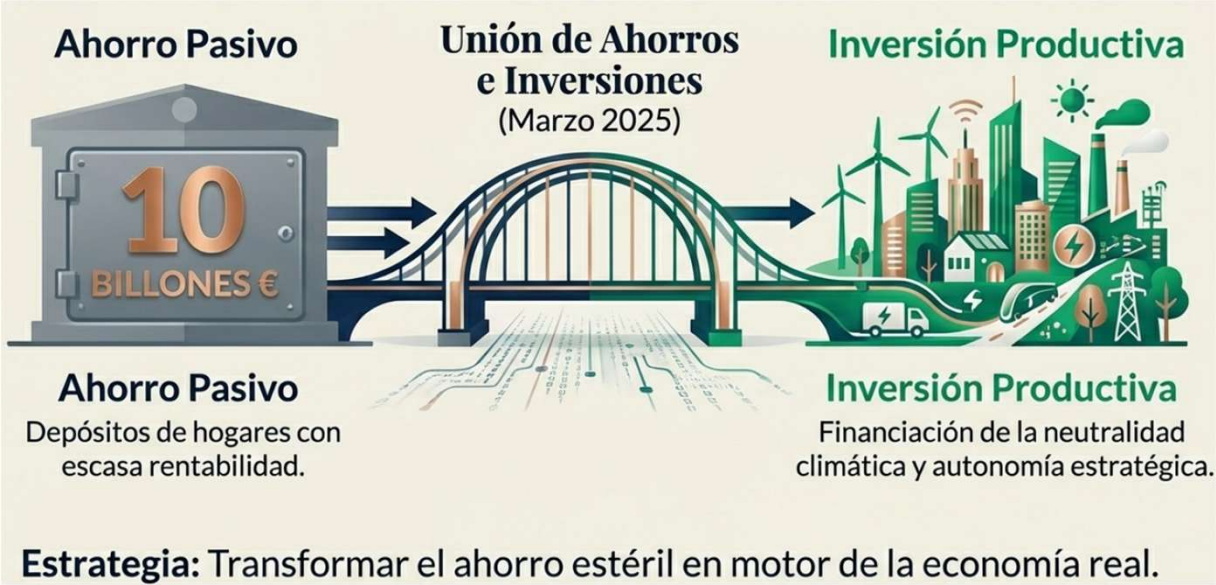 Ahorro Pasivo
10
BILLONES €
Ahorro Pasivo
Depósitos de hogares con
escasa rentabilidad.
Unión de Ahorros
e Inversiones
(Marzo 2025)
Inversión Productiva
Inversión Productiva
Financiación de la neutralidad
climática y autonomía estratégica.
Estrategia: Transformar el ahorro estéril en motor de la economía real.